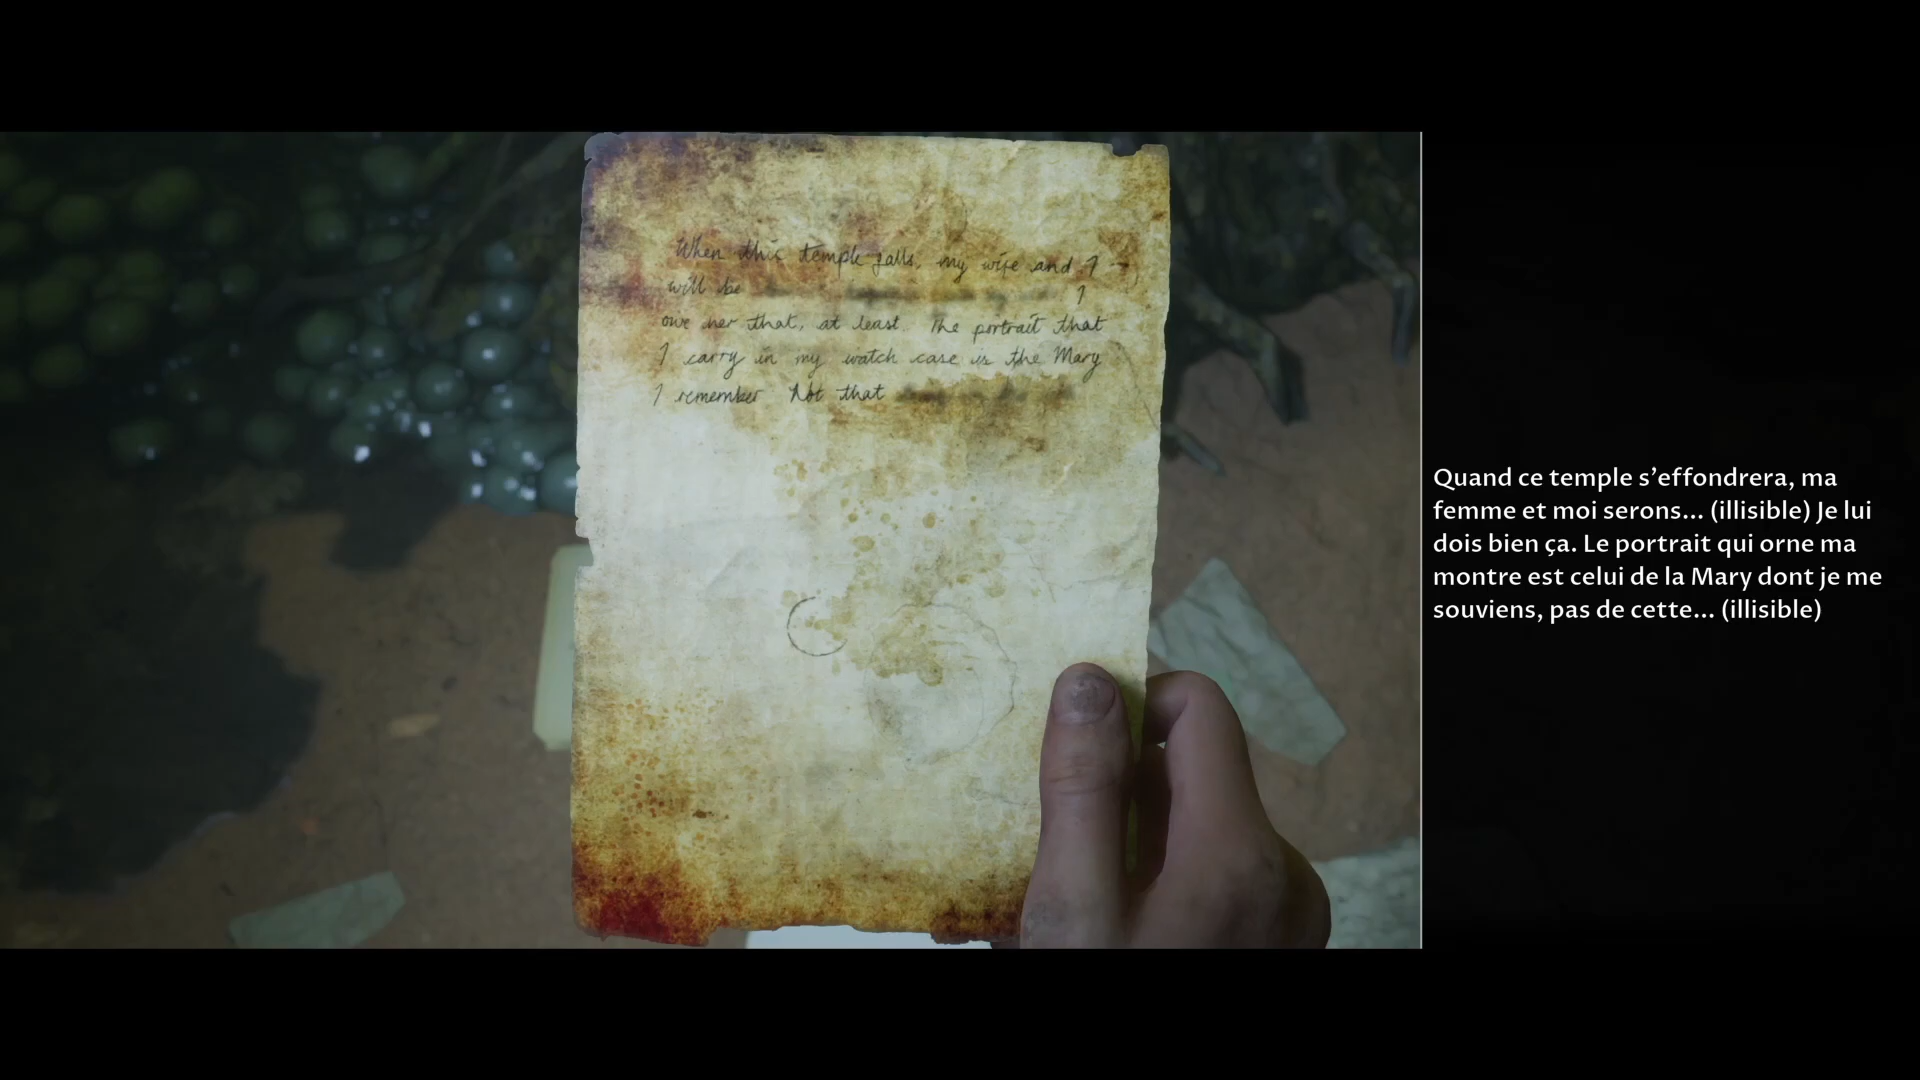 When this temple falls, my wife and I
will be I
owe her that, at least. The portrait that
I carry in my watch case is the Mary
I remember Not that
Quand ce temple s'effondrera, ma
femme et moi serons... (illisible) Je lui
dois bien ça. Le portrait qui orne ma
montre est celui de la Mary dont je me
souviens, pas de cette... (illisible)